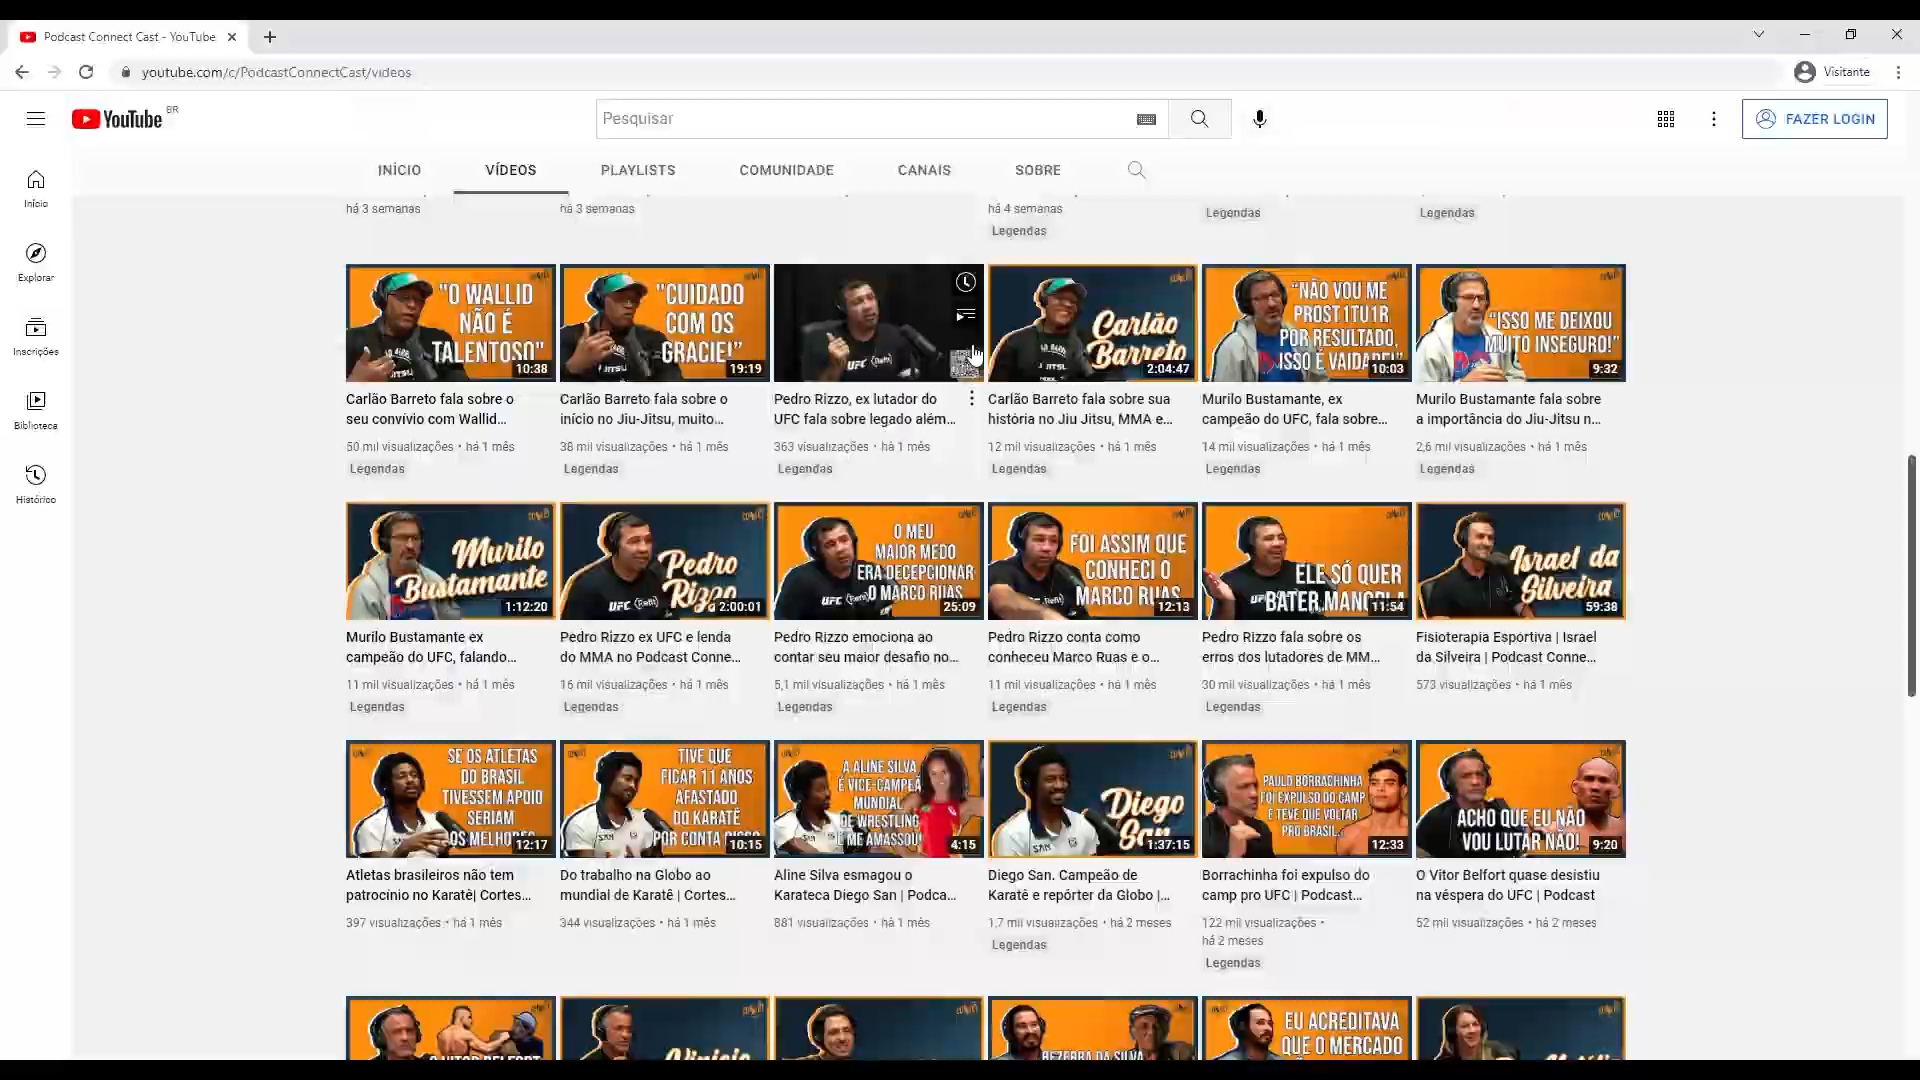 Podcast Connect Cast - YouTube
youtube.com/c/PodcastConnectCast/videos
Visitante
YouTube BR
Pesquisar
FAZER LOGIN
INÍCIO VÍDEOS PLAYLISTS COMUNIDADE CANAIS SOBRE
Início
Explorar
Inscrições
Biblioteca
Histórico
há 3 semanas
há 3 semanas
há 4 semanas
Legendas
Legendas
Legendas
"O WALLID
NÃO É
TALENTOSO"
10:38
Carlão Barreto fala sobre o
seu convívio com Wallid...
50 mil visualizações • há 1 mês
Legendas
"CUIDADO
COM OS
GRACIE!"
19:19
Carlão Barreto fala sobre o
início no Jiu-Jitsu, muito...
38 mil visualizações • há 1 mês
Legendas
UFC
Pedro Rizzo, ex lutador do
UFC fala sobre legado além...
363 visualizações • há 1 mês
Legendas
Carlão
Barreto
2:04:47
Carlão Barreto fala sobre sua
história no Jiu Jitsu, MMA e...
12 mil visualizações • há 1 mês
Legendas
"NÃO VOU ME
PROST1TU1R
POR RESULTADO,
ISSO É VAIDADE!"
10:03
Murilo Bustamante, ex
campeão do UFC, fala sobre...
14 mil visualizações • há 1 mês
Legendas
"ISSO ME DEIXOU
MUITO INSEGURO!"
9:32
Murilo Bustamante fala sobre
a importância do Jiu-Jitsu n...
2,6 mil visualizações • há 1 mês
Legendas
Murilo
Bustamante
1:12:20
Murilo Bustamante ex
campeão do UFC, falando...
11 mil visualizações • há 1 mês
Legendas
Pedro
Rizzo
UFC
2:00:01
Pedro Rizzo ex UFC e lenda
do MMA no Podcast Conne...
16 mil visualizações • há 1 mês
Legendas
O MEU
MAIOR MEDO
ERA DECEPCIONAR
O MARCO RUAS
UFC
25:09
Pedro Rizzo emociona ao
contar seu maior desafio no...
5,1 mil visualizações • há 1 mês
Legendas
FOI ASSIM QUE
CONHECI O
MARCO RUAS
12:13
Pedro Rizzo conta como
conheceu Marco Ruas e o...
11 mil visualizações • há 1 mês
Legendas
ELE SÓ QUER
BATER
11:54
Pedro Rizzo fala sobre os
erros dos lutadores de MM...
30 mil visualizações • há 1 mês
Legendas
Israel da
Silveira
59:38
Fisioterapia Esportiva | Israel
da Silveira | Podcast Conne...
573 visualizações • há 1 mês
SE OS ATLETAS
DO BRASIL
TIVESSEM APOIO
SERIAM
12:17
Atletas brasileiros não tem
patrocínio no Karatê| Cortes...
397 visualizações • há 1 mês
TIVE QUE
FICAR 11 ANOS
AFASTADO
DO KARATÊ
POR CONTA DISSO
10:15
Do trabalho na Globo ao
mundial de Karatê | Cortes...
344 visualizações • há 1 mês
A ALINE SILVA
É VICE-CAMPEÃ
MUNDIAL
DE WRESTLING
E ME AMASSOU!
4:15
Aline Silva esmagou o
Karateca Diego San | Podca...
881 visualizações • há 1 mês
Diego
San
1:37:15
Diego San. Campeão de
Karatê e repórter da Globo |...
1,7 mil visualizações • há 2 meses
Legendas
PAULO BORRACHINHA
FOI EXPULSO DO CAMP
E TEVE QUE VOLTAR
PRO BRASIL...
12:33
Borrachinha foi expulso do
camp pro UFC | Podcast...
122 mil visualizações •
há 2 meses
Legendas
ACHO QUE EU NÃO
VOU LUTAR NÃO!
9:20
O Vitor Belfort quase desistiu
na véspera do UFC | Podcast
52 mil visualizações • há 2 meses
O VITOR BELFORT
BEZERRA DA SILVA
EU ACREDITAVA
QUE O MERCADO